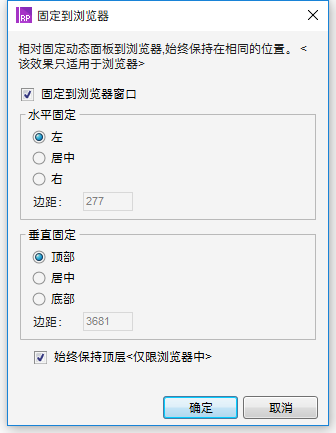 RP 固定到浏览器
相对固定动态面板到浏览器,始终保持在相同的位置。 <
该效果只适用于浏览器>
固定到浏览器窗口
水平固定
左
居中
右
边距: 277
垂直固定
顶部
居中
底部
边距: 3681
始终保持顶层<仅限浏览器中>
确定 取消